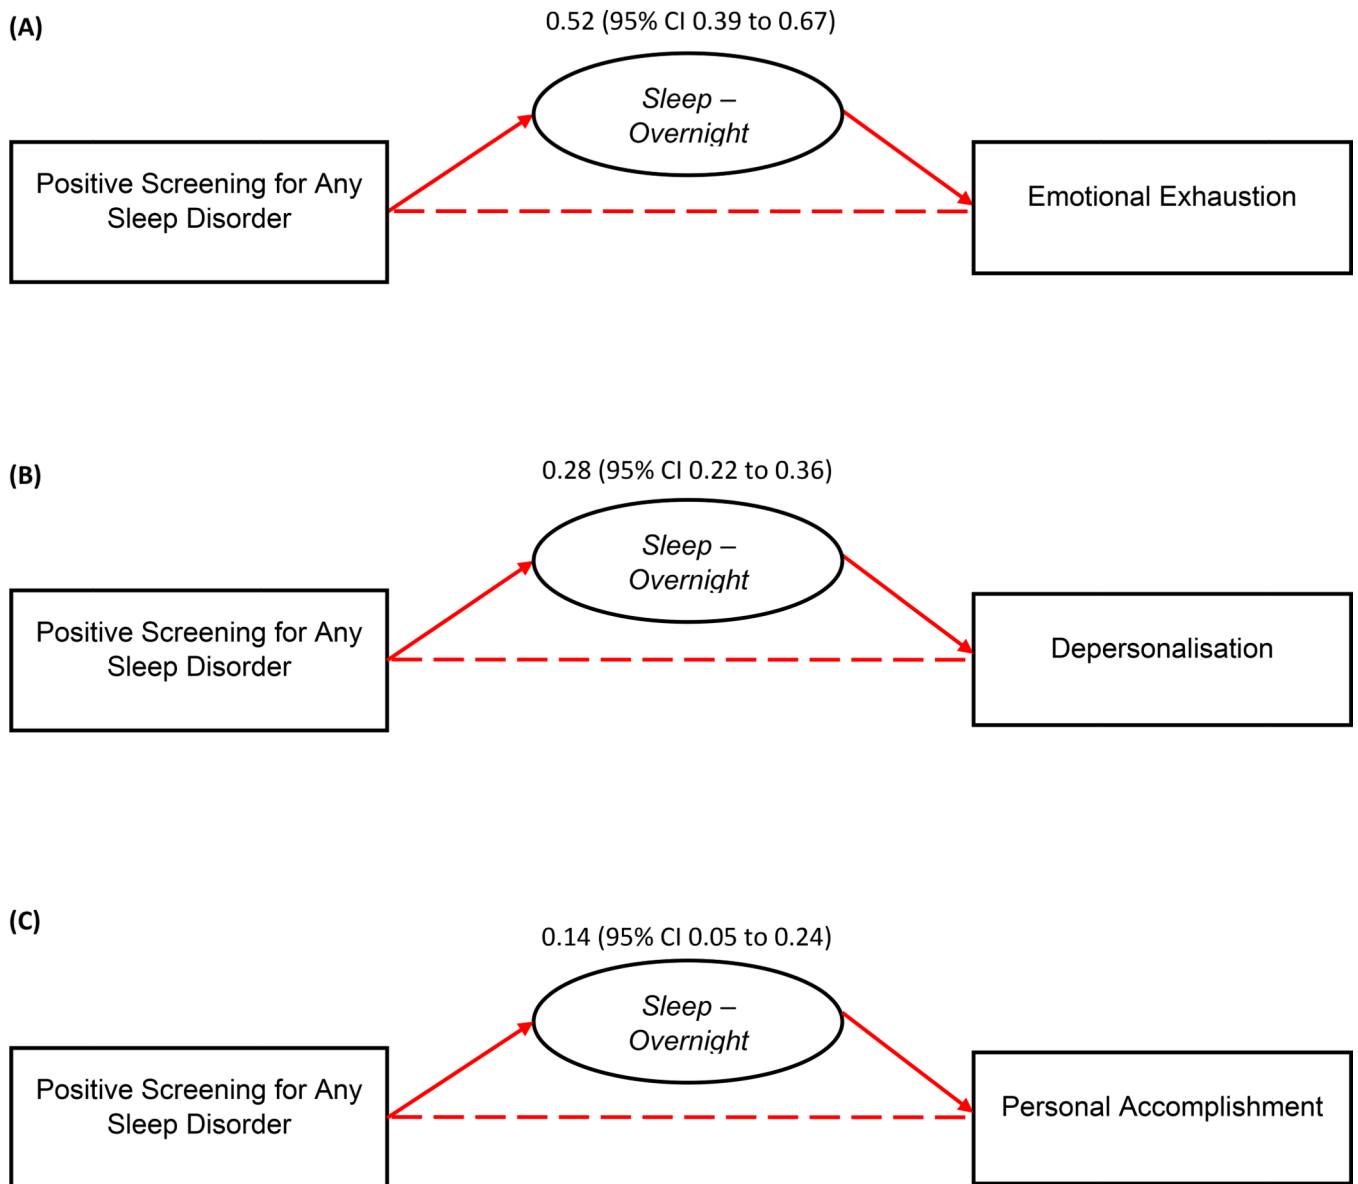 (A)
0.52 (95% CI 0.39 to 0.67)
Sleep –
Overnight
Positive Screening for Any
Sleep Disorder
Emotional Exhaustion
(B)
0.28 (95% CI 0.22 to 0.36)
Sleep –
Overnight
Positive Screening for Any
Sleep Disorder
Depersonalisation
(C)
0.14 (95% CI 0.05 to 0.24)
Sleep –
Overnight
Positive Screening for Any
Sleep Disorder
Personal Accomplishment